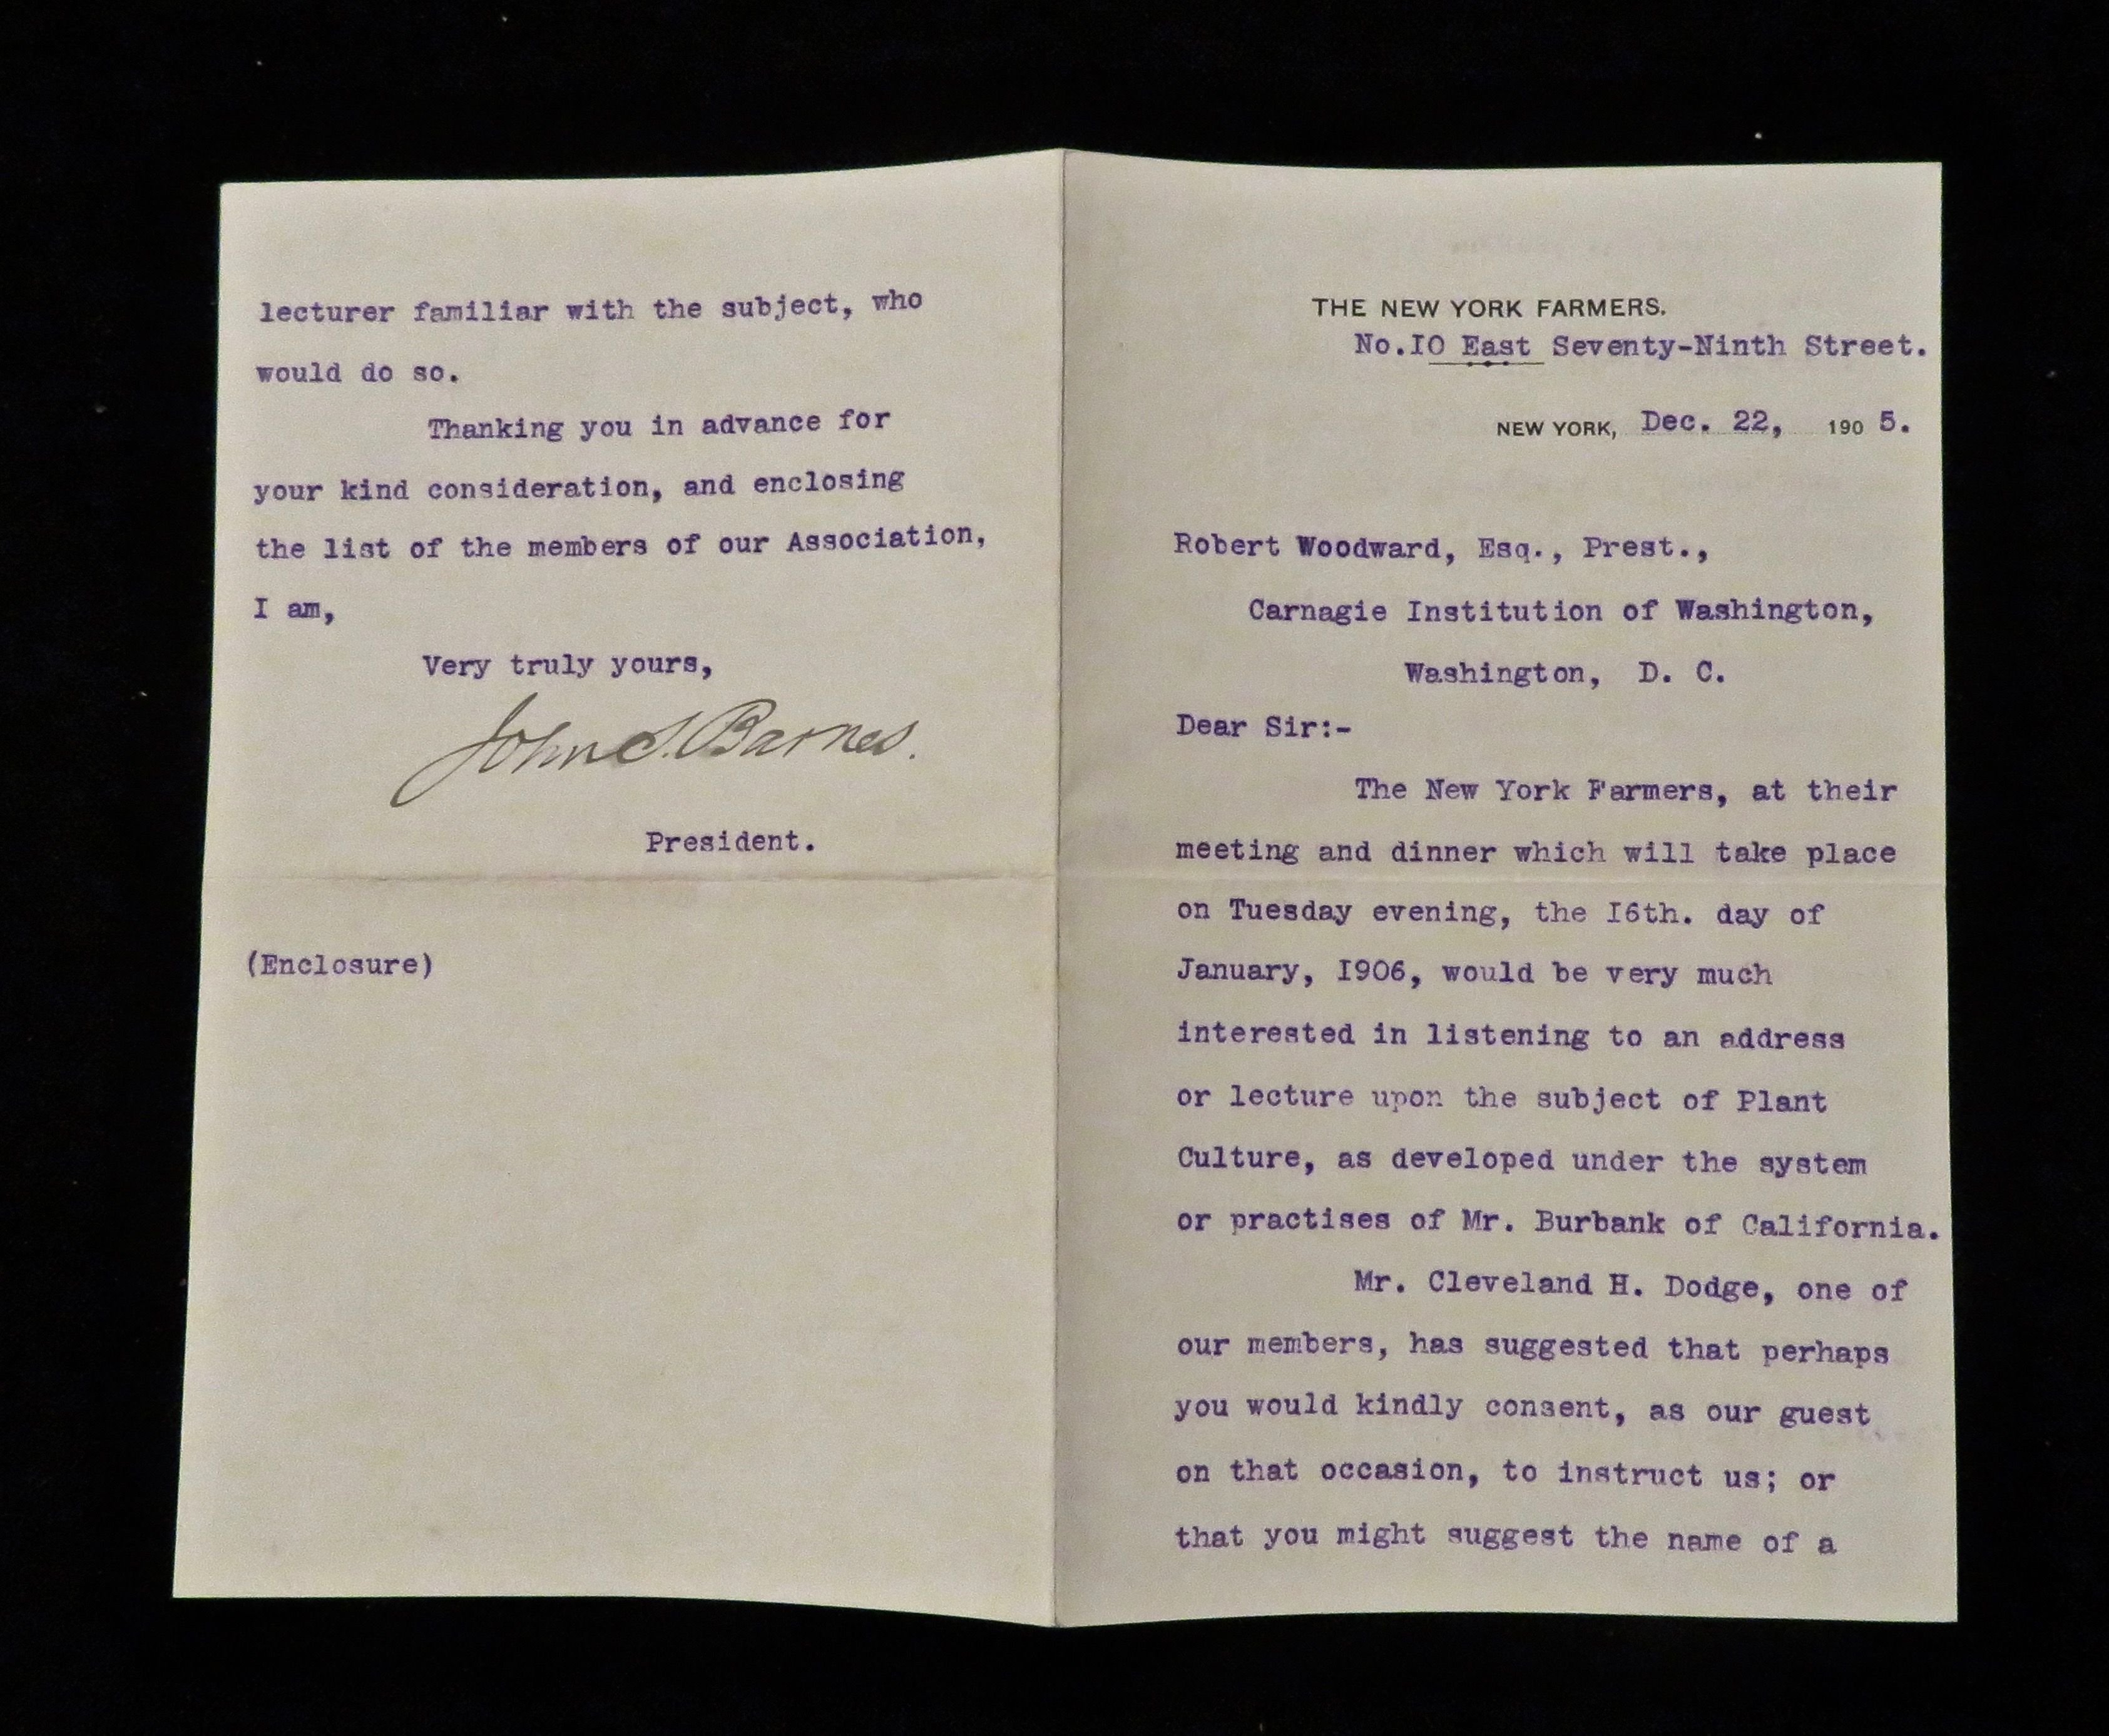 THE NEW YORK FARMERS.
No.IO East Seventy-Ninth Street.
NEW YORK, Dec. 22, 190 5.
Robert Woodward, Esq., Prest.,
Carnagie Institution of Washington,
Washington, D. C.
Dear Sir:-
The New York Farmers, at their
meeting and dinner which will take place
on Tuesday evening, the I6th. day of
January, I906, would be very much
interested in listening to an address
or lecture upon the subject of Plant
Culture, as developed under the system
or practises of Mr. Burbank of California.
Mr. Cleveland H. Dodge, one of
our members, has suggested that perhaps
you would kindly consent, as our guest
on that occasion, to instruct us; or
that you might suggest the name of a
lecturer familiar with the subject, who
would do so.
Thanking you in advance for
your kind consideration, and enclosing
the list of the members of our Association,
I am,
Very truly yours,
John S. Barnes.
President.
(Enclosure)